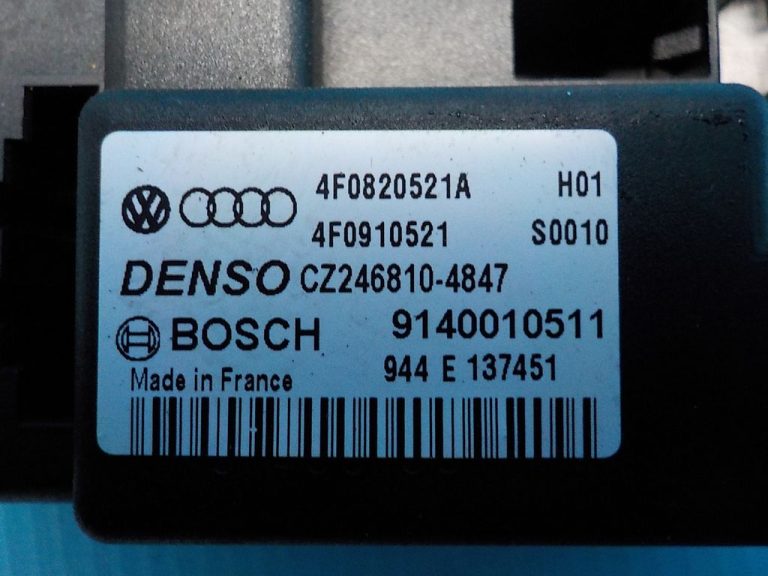 4F0820521A H01
4F0910521 S0010
DENSO CZ246810-4847
BOSCH 9140010511
Made in France 944 E 137451